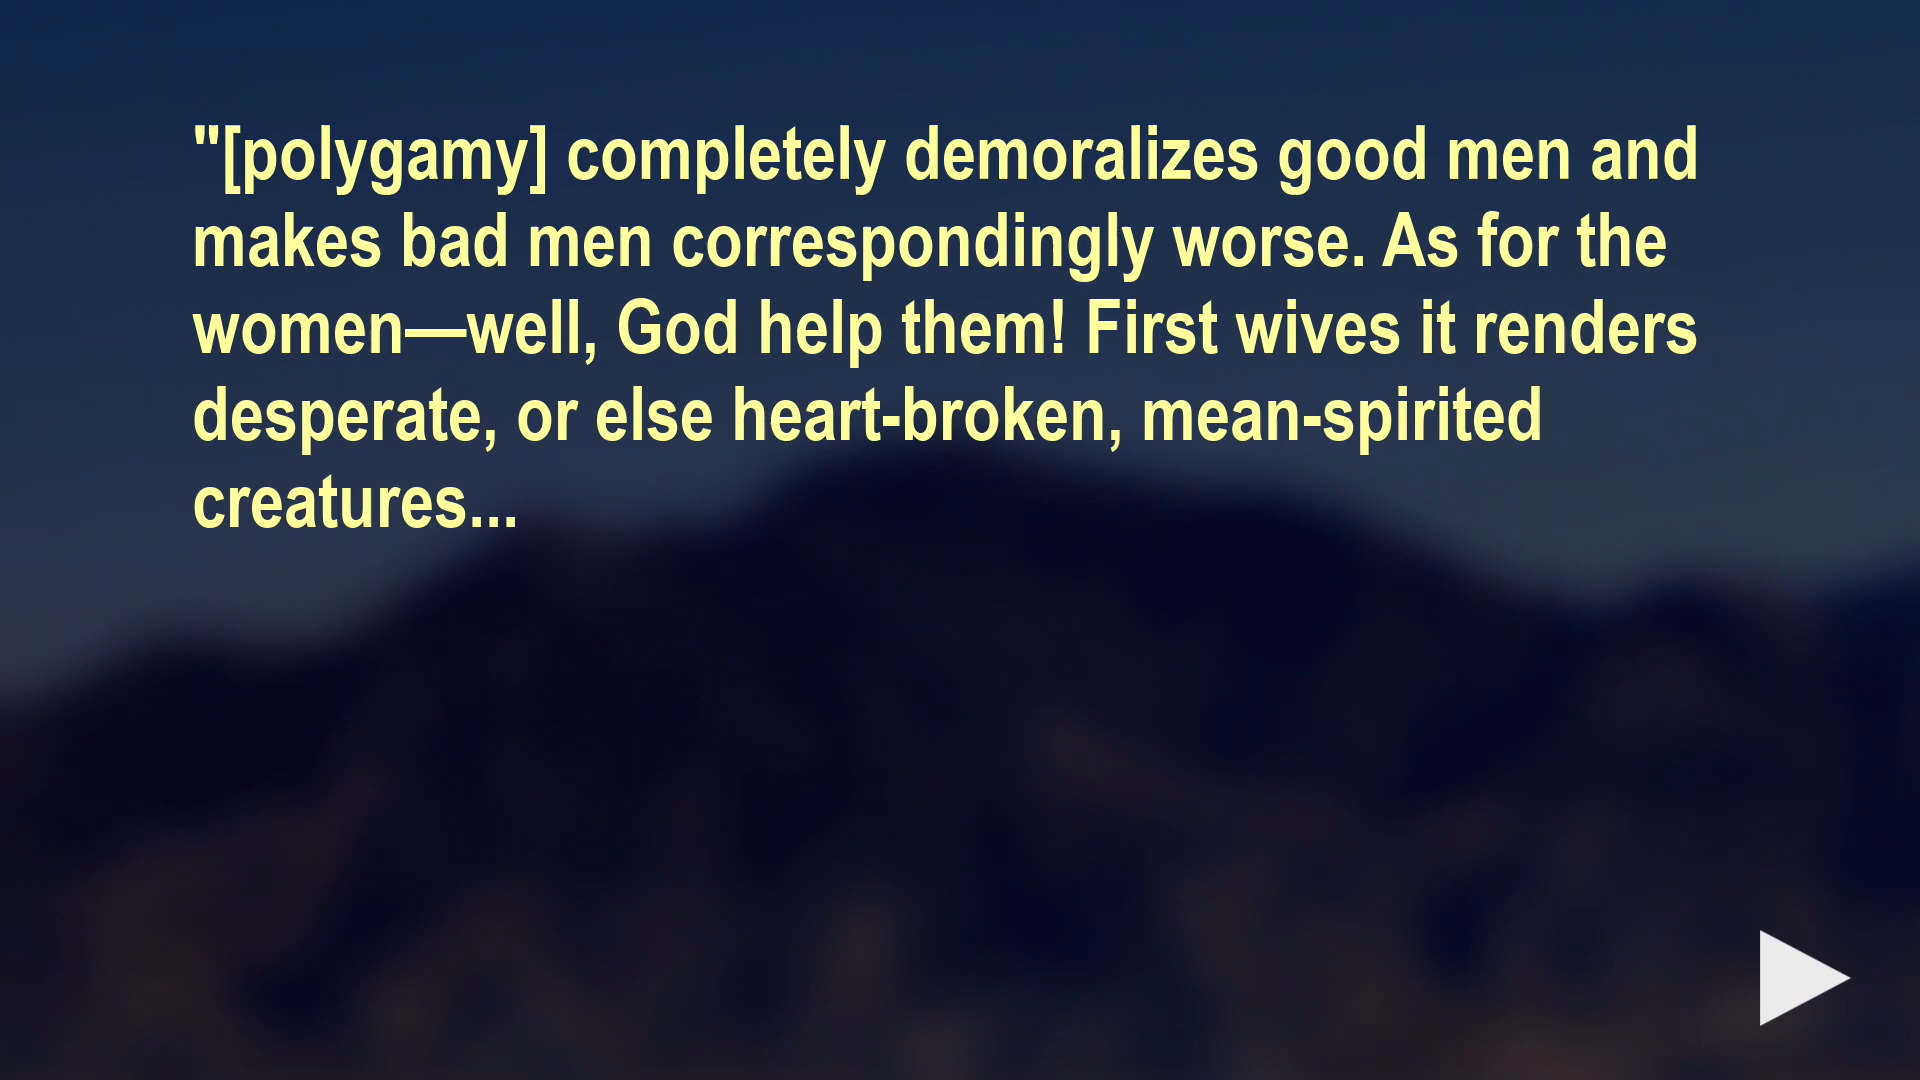 "[polygamy] completely demoralizes good men and
makes bad men correspondingly worse. As for the
women—well, God help them! First wives it renders
desperate, or else heart-broken, mean-spirited
creatures...